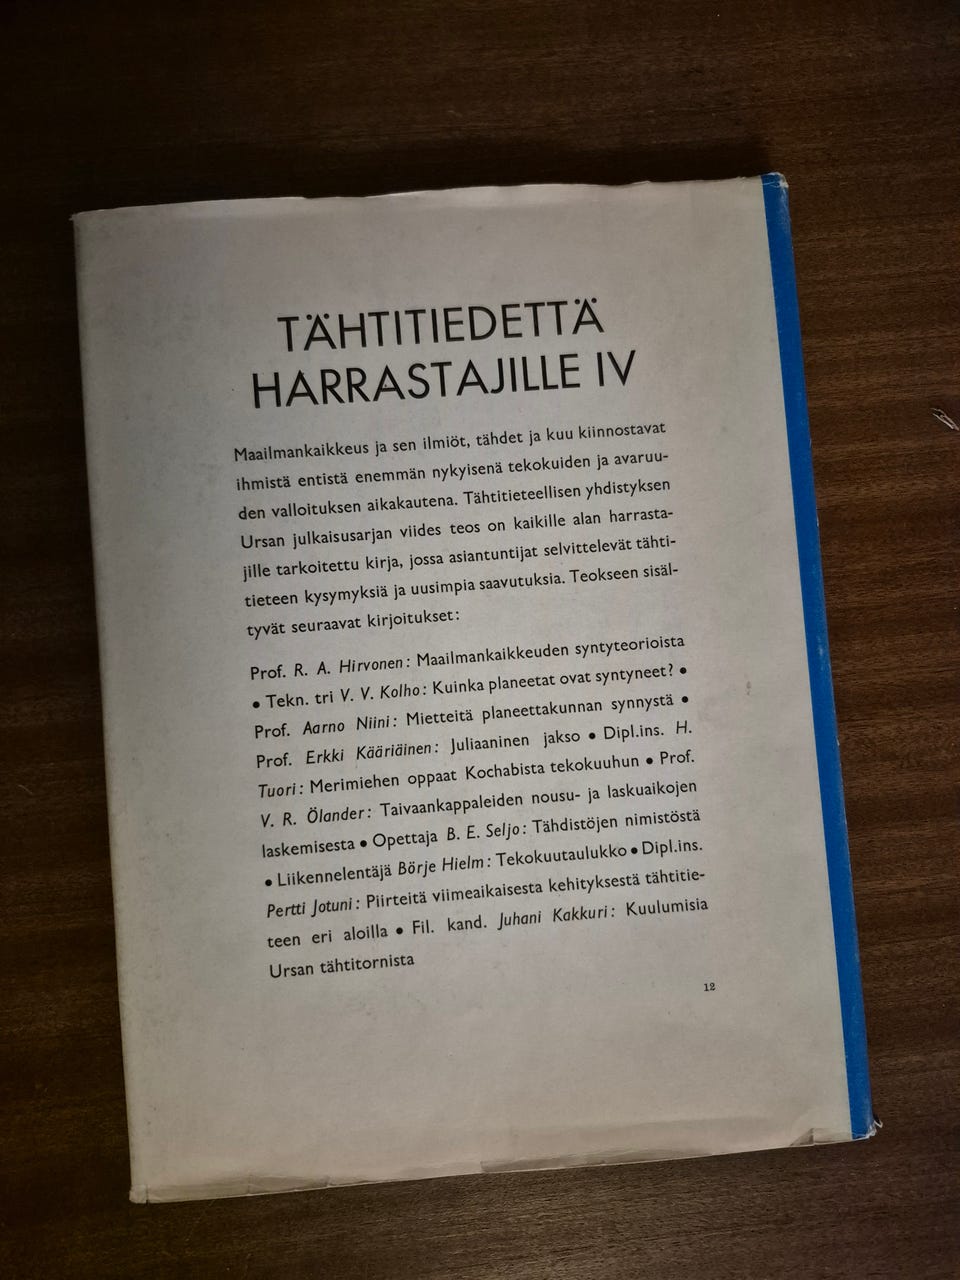 TÄHTITIEDETTÄ
HARRASTAJILLE IV
Maailmankaikkeus ja sen ilmiöt, tähdet ja kuu kiinnostavat
ihmistä entistä enemmän nykyisenä tekokuiden ja avaruu-
den valloituksen aikakautena. Tähtitieteellisen yhdistyksen
Ursan julkaisusarjan viides teos on kaikille alan harrasta-
jille tarkoitettu kirja, jossa asiantuntijat selvittelevät tähti-
tieteen kysymyksiä ja uusimpia saavutuksia. Teokseen sisäl-
tyvät seuraavat kirjoitukset:
Prof. R. A. Hirvonen: Maailmankaikkeuden syntyteorioista
• Tekn. tri V. V. Kolho: Kuinka planeetat ovat syntyneet? •
Prof. Aarno Niini: Mietteitä planeettakunnan synnystä •
Prof. Erkki Kääriäinen: Juliaaninen jakso • Dipl.ins. H.
Tuori: Merimiehen oppaat Kochabista tekokuuhun • Prof.
V. R. Ölander: Taivaankappaleiden nousu- ja laskuaikojen
laskemisesta • Opettaja B. E. Seljo: Tähdistöjen nimistöstä
• Liikennelentäjä Börje Hielm: Tekokuutaulukko • Dipl.ins.
Pertti Jotuni: Piirteitä viimeaikaisesta kehityksestä tähtitie-
teen eri aloilla • Fil. kand. Juhani Kakkuri: Kuulumisia
Ursan tähtitornista
12